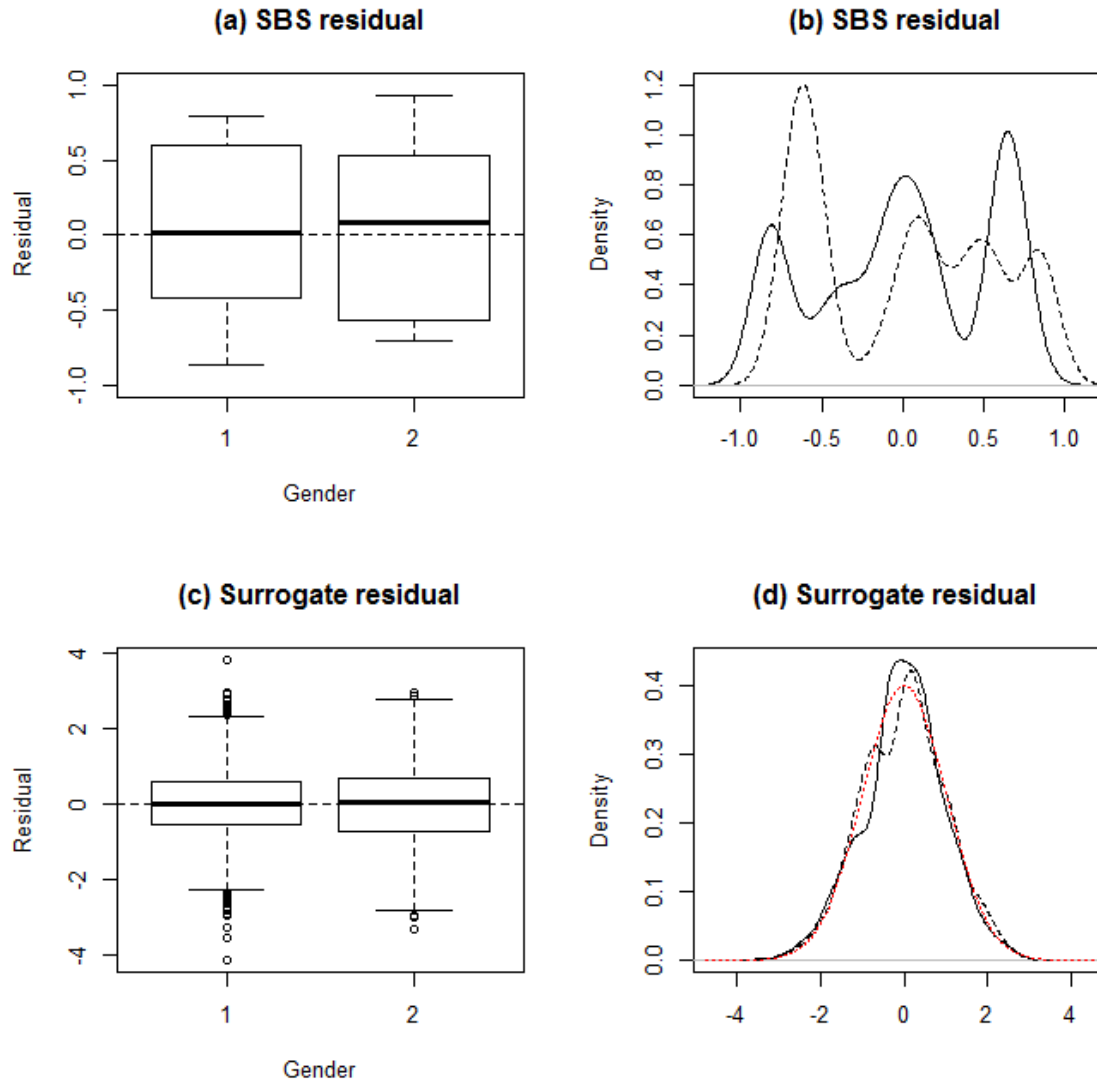 (a) SBS residual
Residual
1.0
0.5
0.0
-0.5
-1.0
1 2
Gender
(b) SBS residual
Density
1.2
1.0
0.8
0.6
0.4
0.2
0.0
-1.0 -0.5 0.0 0.5 1.0
(c) Surrogate residual
Residual
4
2
0
-2
-4
1 2
Gender
(d) Surrogate residual
Density
0.4
0.3
0.2
0.1
0.0
-4 -2 0 2 4